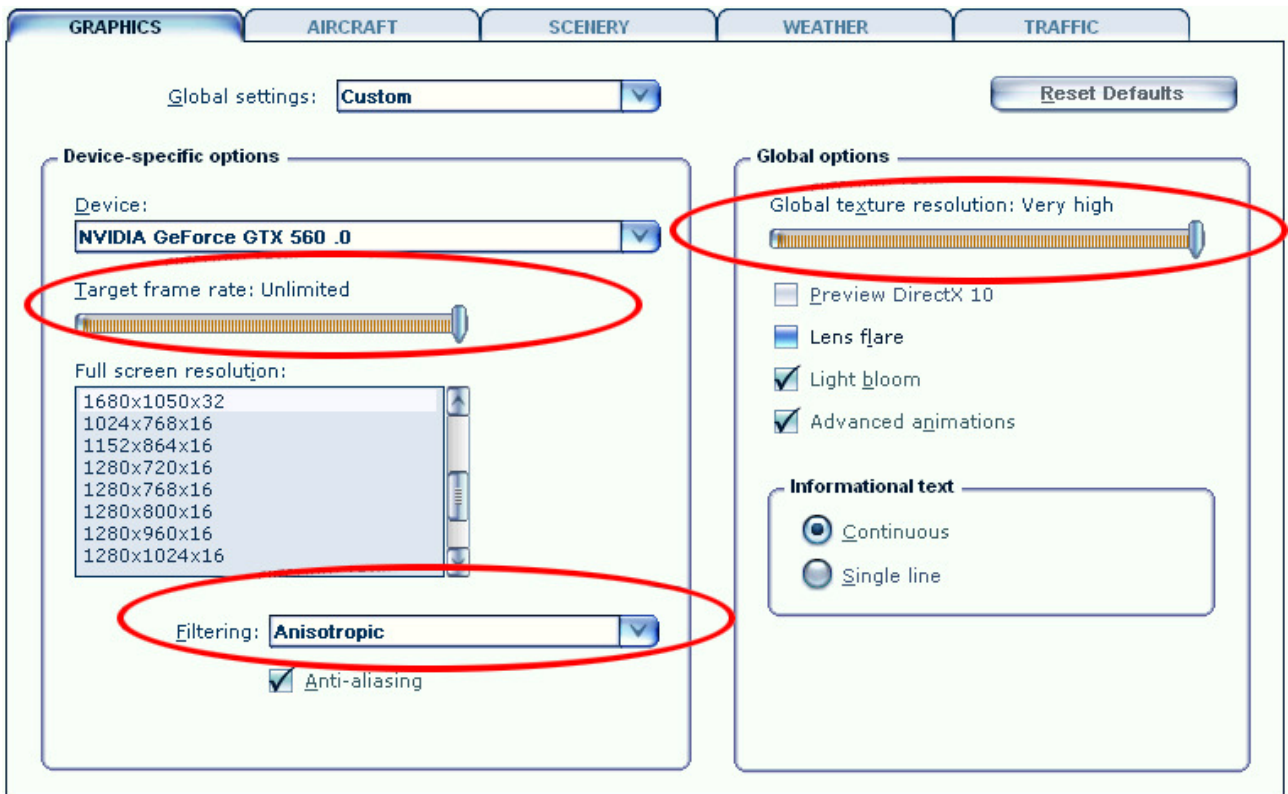 GRAPHICS AIRCRAFT SCENERY WEATHER TRAFFIC
Global settings: Custom
Reset Defaults
Device-specific options
Device:
NVIDIA GeForce GTX 560 .0
Target frame rate: Unlimited
Full screen resolution:
1680x1050x32
1024x768x16
1152x864x16
1280x720x16
1280x768x16
1280x800x16
1280x960x16
1280x1024x16
Filtering: Anisotropic
Anti-aliasing
Global options
Global texture resolution: Very high
Preview DirectX 10
Lens flare
Light bloom
Advanced animations
Informational text
Continuous
Single line